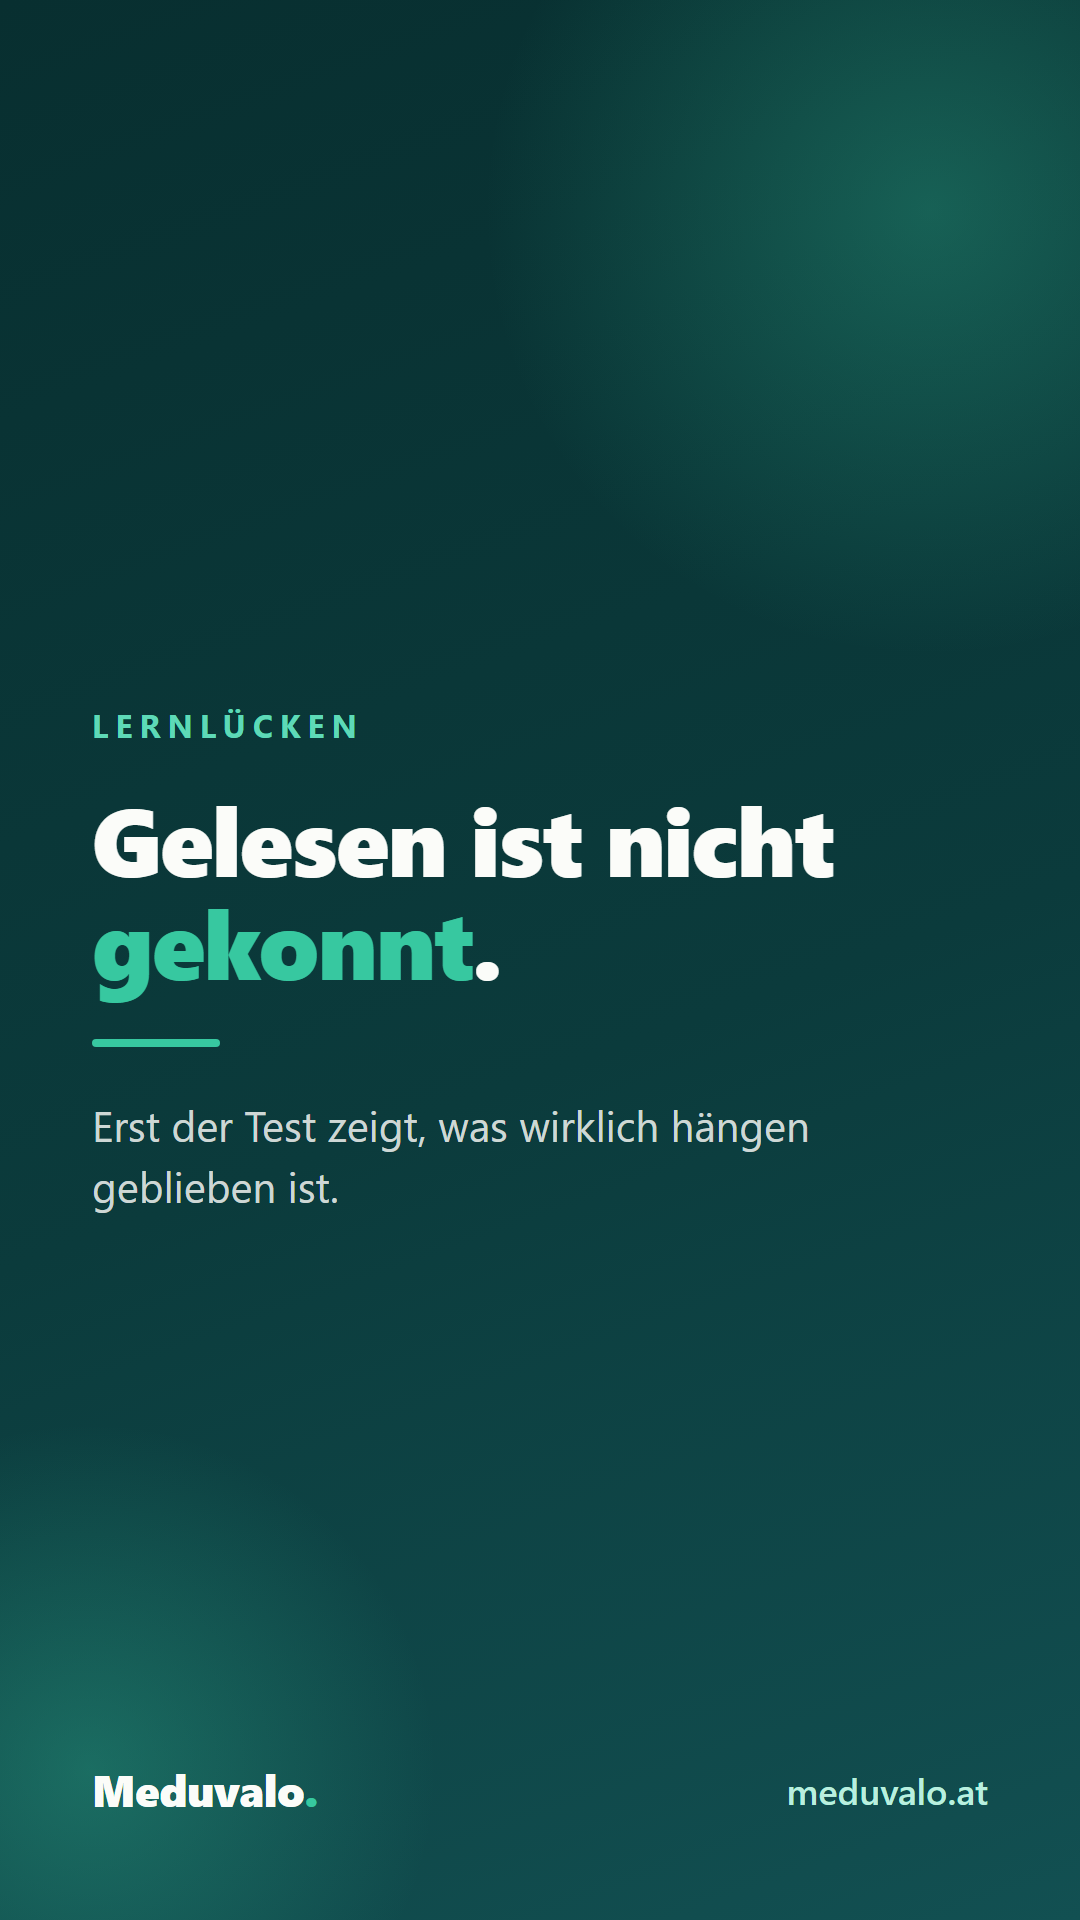 LERNLÜCKEN
Gelesen ist nicht
gekonnt.
Erst der Test zeigt, was wirklich hängen
geblieben ist.
Meduvalo.
meduvalo.at